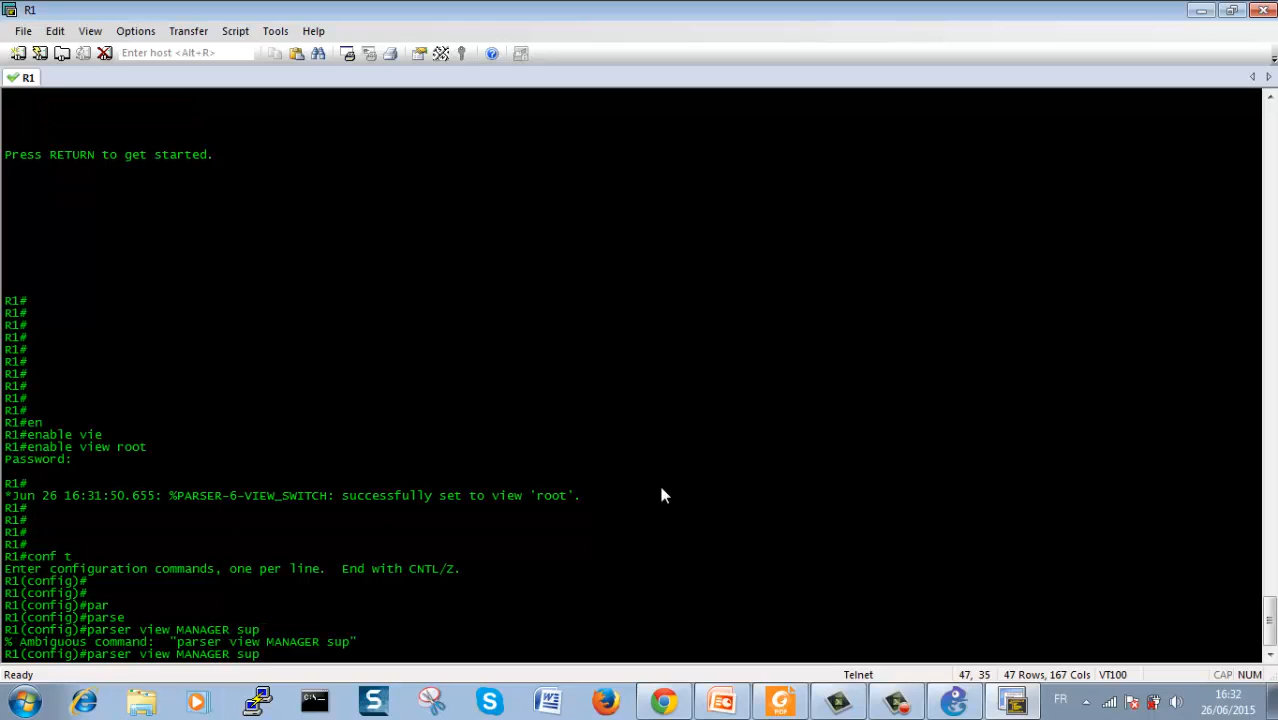 R1
File Edit View Options Transfer Script Tools Help
Enter host <Alt+R>
R1
Press RETURN to get started.
R1#
R1#
R1#
R1#
R1#
R1#
R1#
R1#
R1#
R1#
R1#en
R1#enable vie
R1#enable view root
Password:
R1#
*Jun 26 16:31:50.655: %PARSER-6-VIEW_SWITCH: successfully set to view 'root'.
R1#
R1#
R1#
R1#
R1#conf t
Enter configuration commands, one per line.  End with CNTL/Z.
R1(config)#
R1(config)#
R1(config)#par
R1(config)#parse
R1(config)#parser view MANAGER sup
% Ambiguous command:  "parser view MANAGER sup"
R1(config)#parser view MANAGER sup
Ready Telnet 47, 35 47 Rows, 167 Cols VT100 CAP NUM
FR 16:32
26/06/2015